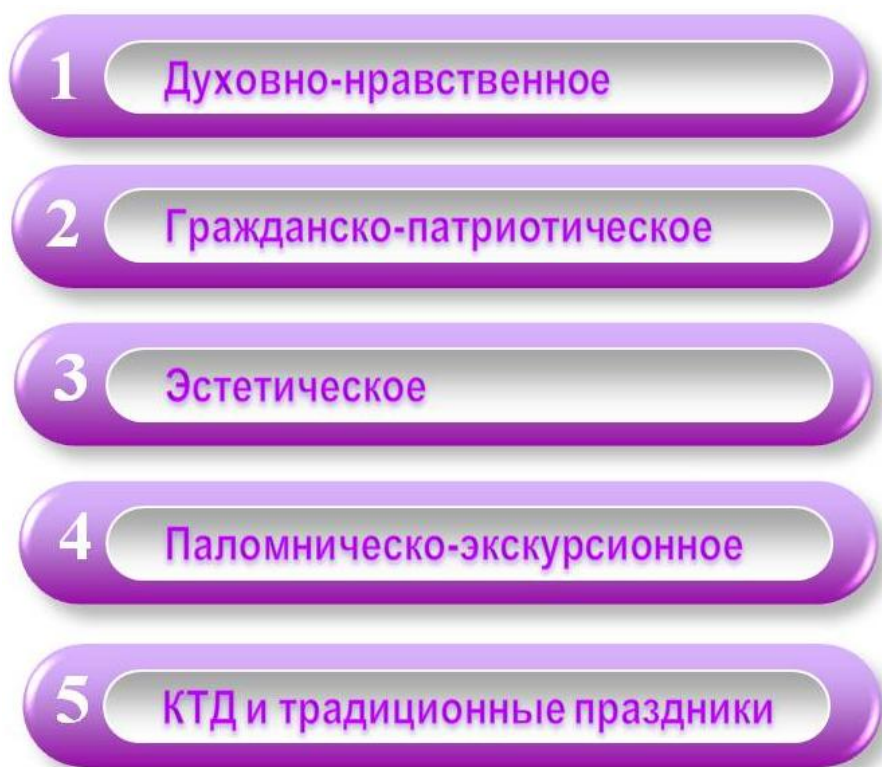 1 Духовно-нравственное
2 Гражданско-патриотическое
3 Эстетическое
4 Паломническо-экскурсионное
5 КТД и традиционные праздники